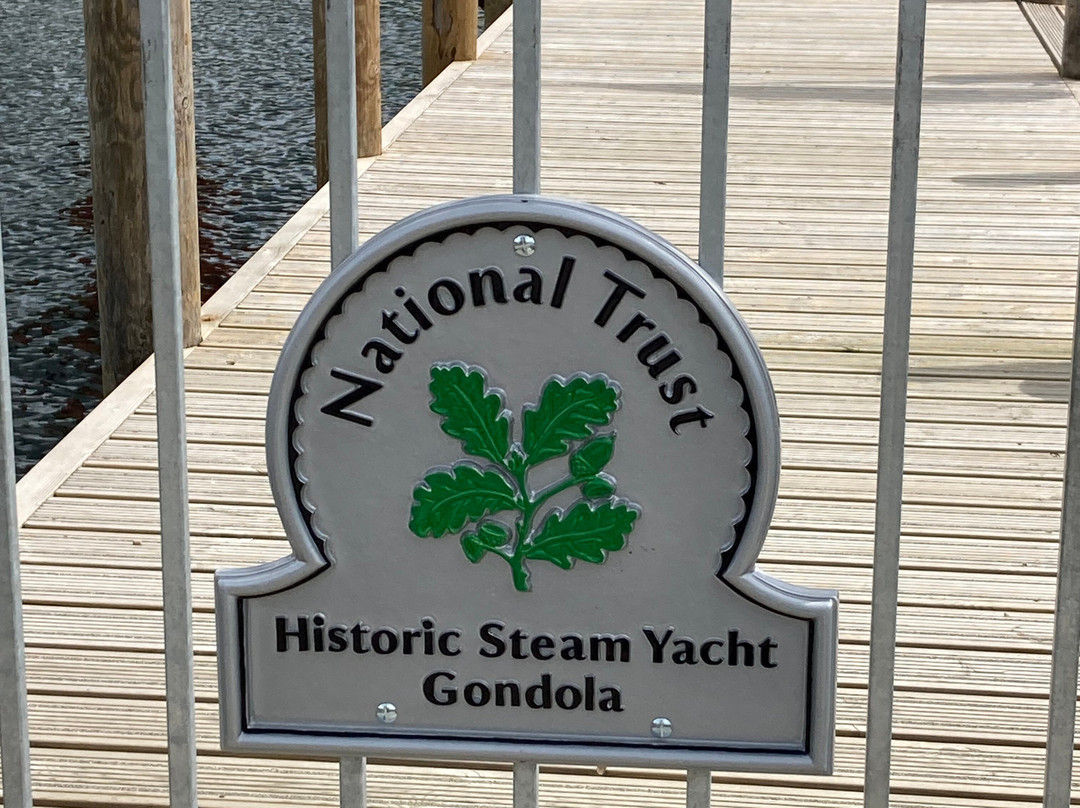 National Trust
Historic Steam Yacht
Gondola